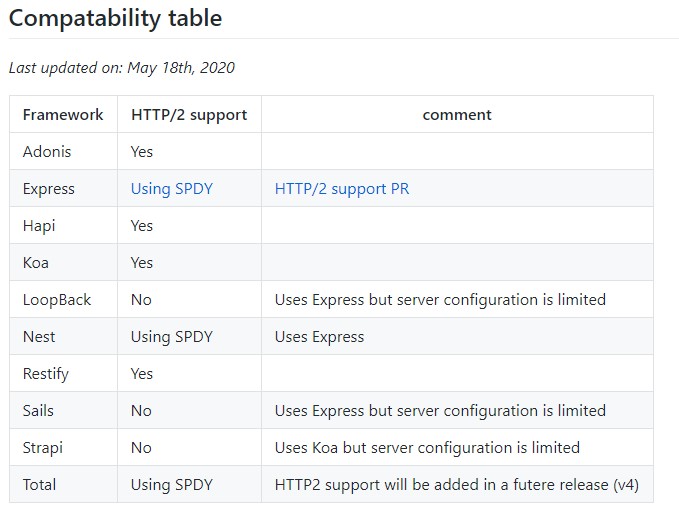 Compatability table
Last updated on: May 18th, 2020
Framework HTTP/2 support comment
Adonis Yes
Express Using SPDY HTTP/2 support PR
Hapi Yes
Koa Yes
LoopBack No Uses Express but server configuration is limited
Nest Using SPDY Uses Express
Restify Yes
Sails No Uses Express but server configuration is limited
Strapi No Uses Koa but server configuration is limited
Total Using SPDY HTTP2 support will be added in a futere release (v4)